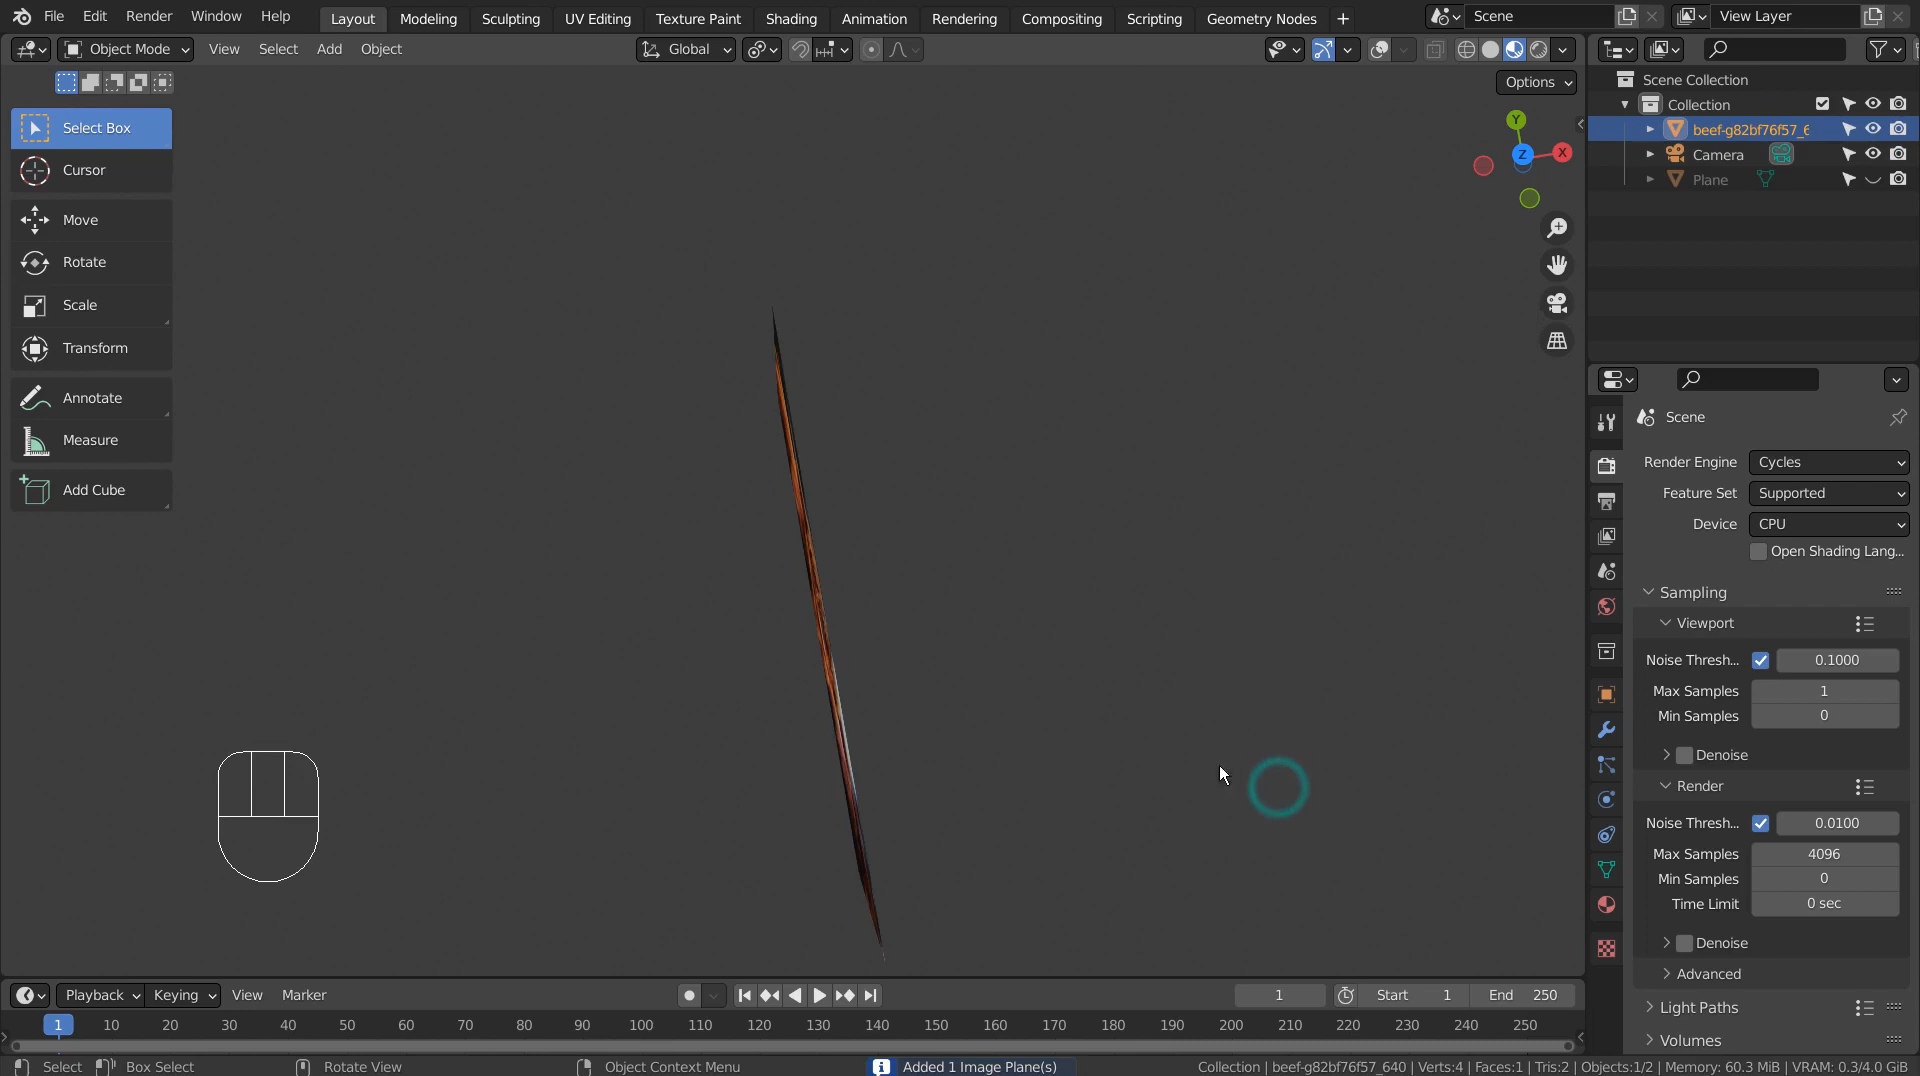 File Edit Render Window Help Layout Modeling Sculpting UV Editing Texture Paint Shading Animation Rendering Compositing Scripting Geometry Nodes + Scene View Layer
Object Mode View Select Add Object Global
Options
Select Box
Cursor
Move
Rotate
Scale
Transform
Annotate
Measure
Add Cube
Y
Z
X
Scene Collection
Collection
beef-g82bf76f57_6
Camera
Plane
Scene
Render Engine Cycles
Feature Set Supported
Device CPU
Open Shading Lang...
Sampling
Viewport
Noise Thresh... 0.1000
Max Samples 1
Min Samples 0
Denoise
Render
Noise Thresh... 0.0100
Max Samples 4096
Min Samples 0
Time Limit 0 sec
Denoise
Advanced
Light Paths
Volumes
Playback Keying View Marker 1 Start 1 End 250
1 10 20 30 40 50 60 70 80 90 100 110 120 130 140 150 160 170 180 190 200 210 220 230 240 250
Select Box Select Rotate View Object Context Menu Added 1 Image Plane(s) Collection | beef-g82bf76f57_640 | Verts:4 | Faces:1 | Tris:2 | Objects:1/2 | Memory: 60.3 MiB | VRAM: 0.3/4.0 GiB